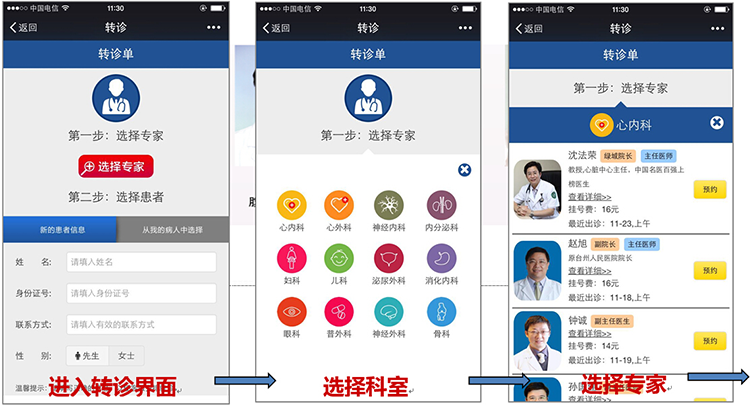 中国电信 11:30
返回 转诊
转诊单
第一步：选择专家
选择专家
第二步：选择患者
新的患者信息 从我的病人中选择
姓 名: 请填人姓名
身份证号: 请填入身份证号
联系方式: 请填入有效的联系方式
性 别: 先生 女士
温馨提示：
进入转诊界面
中国电信 11:30
返回 转诊
转诊单
第一步：选择专家
心内科 心外科 神经内科 内分泌科
妇科 儿科 泌尿外科 消化内科
眼科 普外科 神经外科 骨科
选择科室
中国电信 11:30
返回 转诊
转诊单
第一步：选择专家
心内科
沈法荣 绿城院长 主任医师
教授,心脏中心主任，中国名医百强上
榜医生
查看详细>>
挂号费：16元
最近出诊：11-23,上午
预约
赵旭 副院长 主任医师
原台州人民医院院长
查看详细>>
挂号费：16元
最近出诊：11-18,上午
预约
钟诚 副主任医生
查看详细>>
挂号费：14元
最近出诊：11-19,上午
预约
选择专家